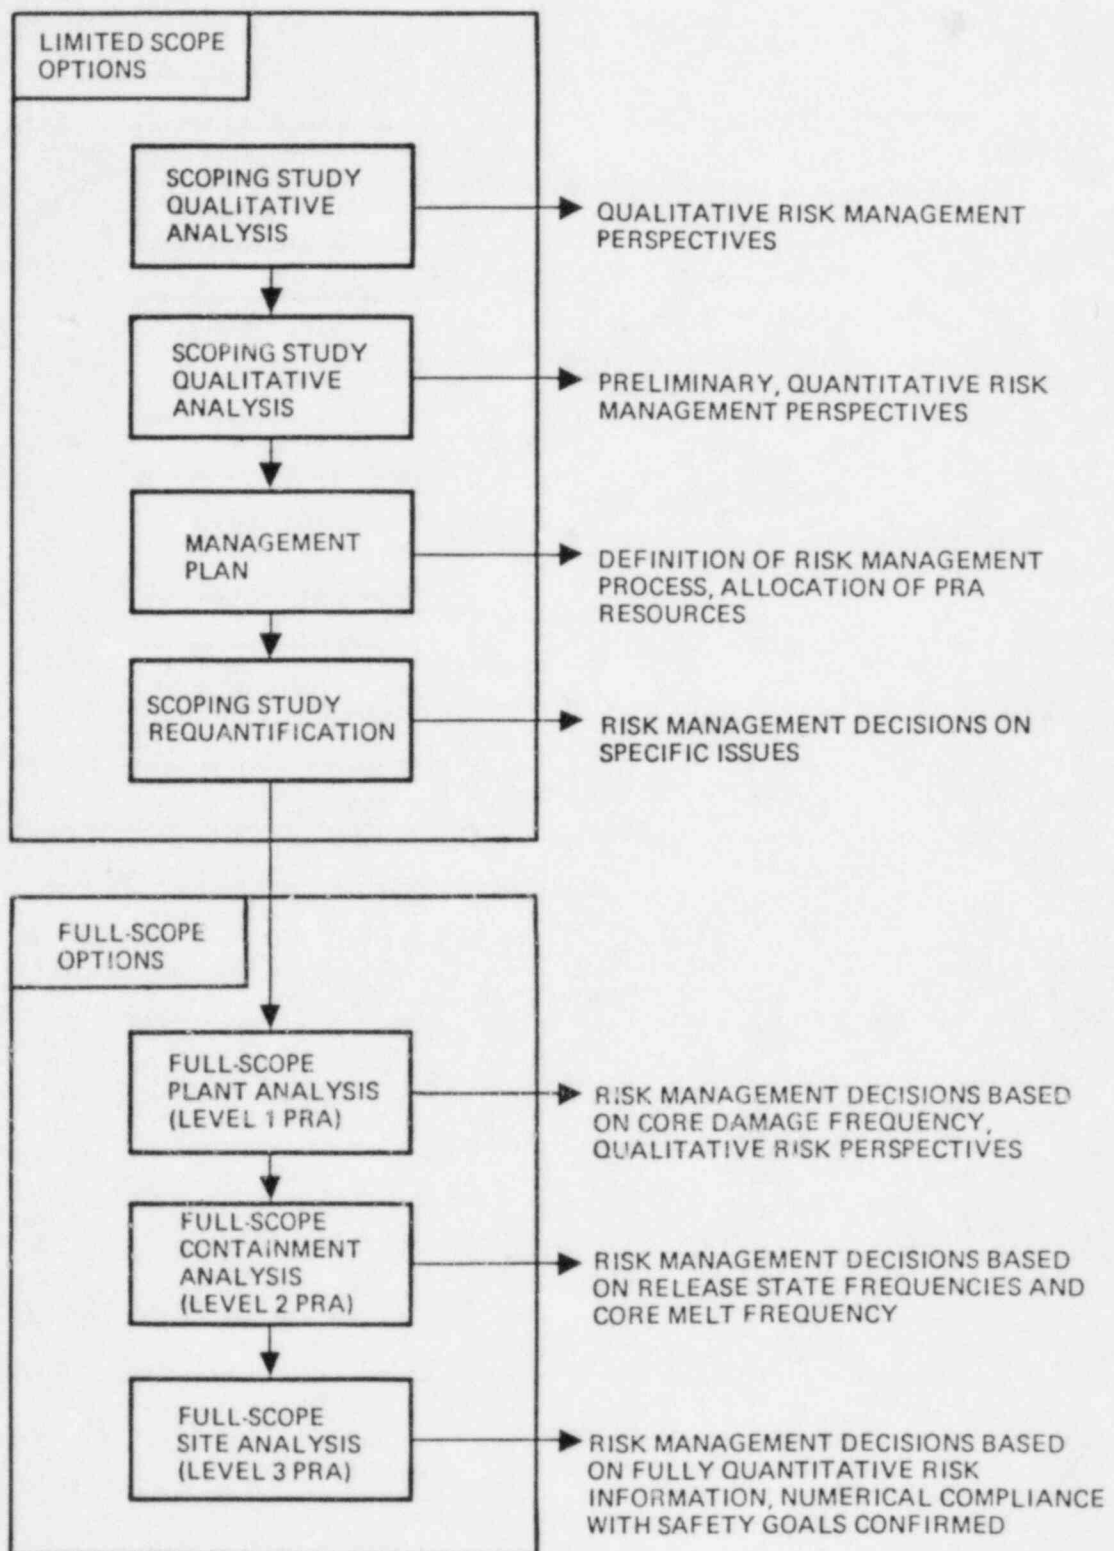 LIMITED SCOPE
OPTIONS
SCOPING STUDY
QUALITATIVE
ANALYSIS
QUALITATIVE RISK MANAGEMENT
PERSPECTIVES
SCOPING STUDY
QUALITATIVE
ANALYSIS
PRELIMINARY, QUANTITATIVE RISK
MANAGEMENT PERSPECTIVES
MANAGEMENT
PLAN
DEFINITION OF RISK MANAGEMENT
PROCESS, ALLOCATION OF PRA
RESOURCES
SCOPING STUDY
REQUANTIFICATION
RISK MANAGEMENT DECISIONS ON
SPECIFIC ISSUES
FULL-SCOPE
OPTIONS
FULL-SCOPE
PLANT ANALYSIS
(LEVEL 1 PRA)
RISK MANAGEMENT DECISIONS BASED
ON CORE DAMAGE FREQUENCY,
QUALITATIVE RISK PERSPECTIVES
FULL-SCOPE
CONTAINMENT
ANALYSIS
(LEVEL 2 PRA)
RISK MANAGEMENT DECISIONS BASED
ON RELEASE STATE FREQUENCIES AND
CORE MELT FREQUENCY
FULL-SCOPE
SITE ANALYSIS
(LEVEL 3 PRA)
RISK MANAGEMENT DECISIONS BASED
ON FULLY QUANTITATIVE RISK
INFORMATION, NUMERICAL COMPLIANCE
WITH SAFETY GOALS CONFIRMED